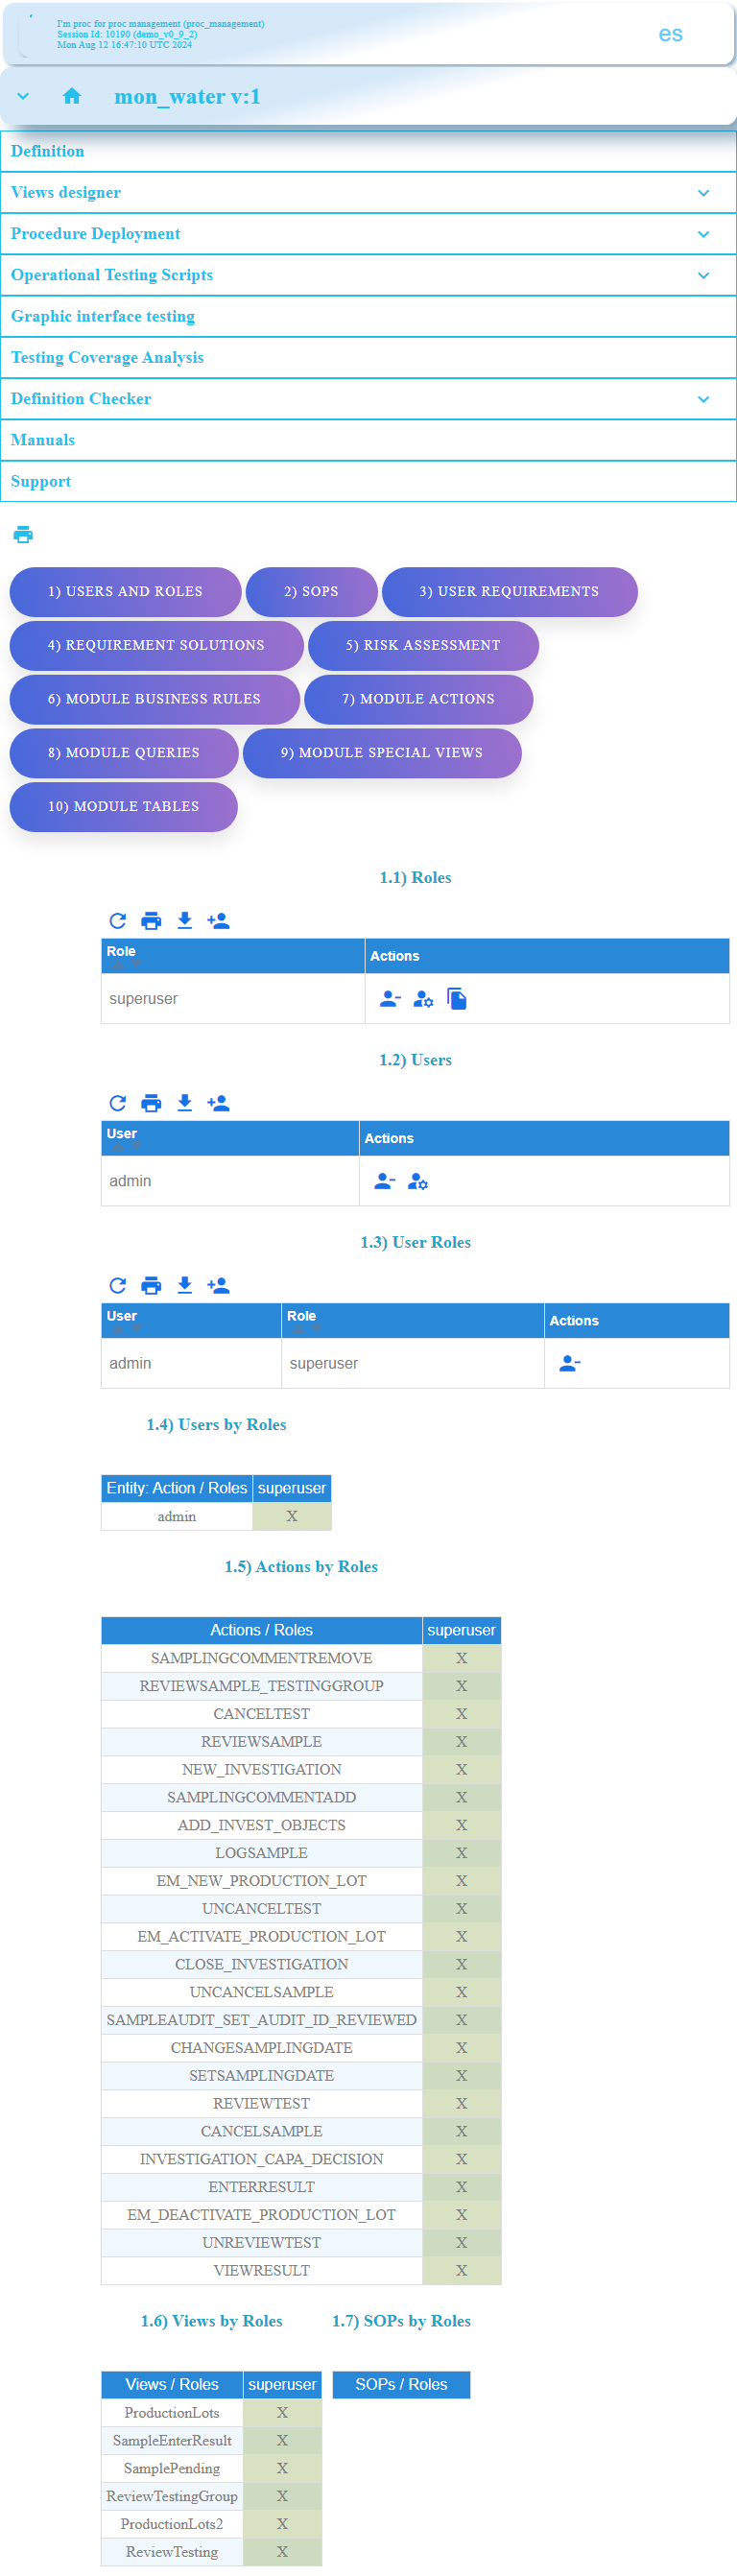 I'm proc for proc management (proc_management)
Session Id: 10190 (demo_v0_9_2)
Mon Aug 12 16:47:10 UTC 2024
es
mon_water v:1
Definition
Views designer
Procedure Deployment
Operational Testing Scripts
Graphic interface testing
Testing Coverage Analysis
Definition Checker
Manuals
Support
1) USERS AND ROLES 2) SOPS 3) USER REQUIREMENTS
4) REQUIREMENT SOLUTIONS 5) RISK ASSESSMENT
6) MODULE BUSINESS RULES 7) MODULE ACTIONS
8) MODULE QUERIES 9) MODULE SPECIAL VIEWS
10) MODULE TABLES
1.1) Roles
Role Actions
superuser
1.2) Users
User Actions
admin
1.3) User Roles
User Role Actions
admin superuser
1.4) Users by Roles
Entity: Action / Roles superuser
admin X
1.5) Actions by Roles
Actions / Roles superuser
SAMPLINGCOMMENTREMOVE X
REVIEWSAMPLE_TESTINGGROUP X
CANCELTEST X
REVIEWSAMPLE X
NEW_INVESTIGATION X
SAMPLINGCOMMENTADD X
ADD_INVEST_OBJECTS X
LOGSAMPLE X
EM_NEW_PRODUCTION_LOT X
UNCANCELTEST X
EM_ACTIVATE_PRODUCTION_LOT X
CLOSE_INVESTIGATION X
UNCANCELSAMPLE X
SAMPLEAUDIT_SET_AUDIT_ID_REVIEWED X
CHANGESAMPLINGDATE X
SETSAMPLINGDATE X
REVIEWTEST X
CANCELSAMPLE X
INVESTIGATION_CAPA_DECISION X
ENTERRESULT X
EM_DEACTIVATE_PRODUCTION_LOT X
UNREVIEWTEST X
VIEWRESULT X
1.6) Views by Roles 1.7) SOPs by Roles
Views / Roles superuser SOPs / Roles
ProductionLots X
SampleEnterResult X
SamplePending X
ReviewTestingGroup X
ProductionLots2 X
ReviewTesting X